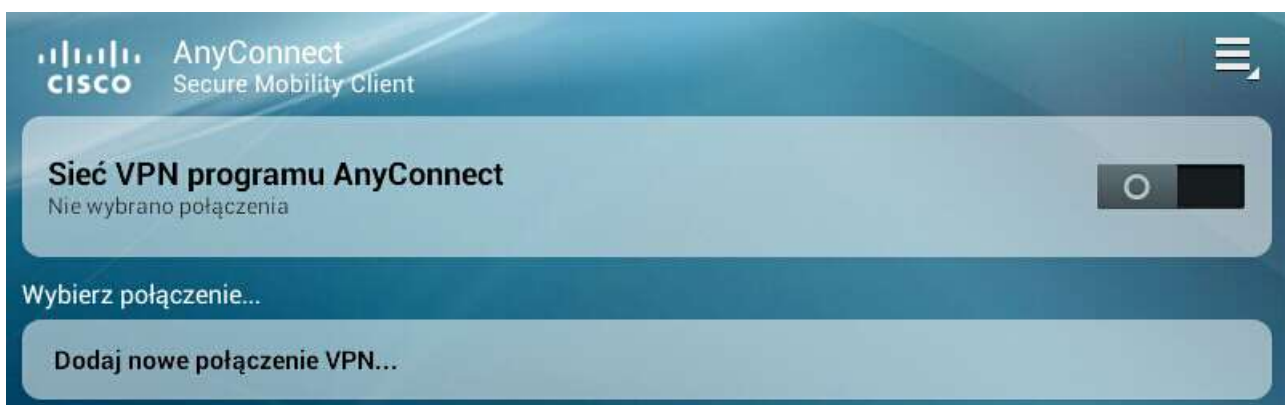 AnyConnect
CISCO Secure Mobility Client
Sieć VPN programu AnyConnect
Nie wybrano połączenia
Wybierz połączenie...
Dodaj nowe połączenie VPN...